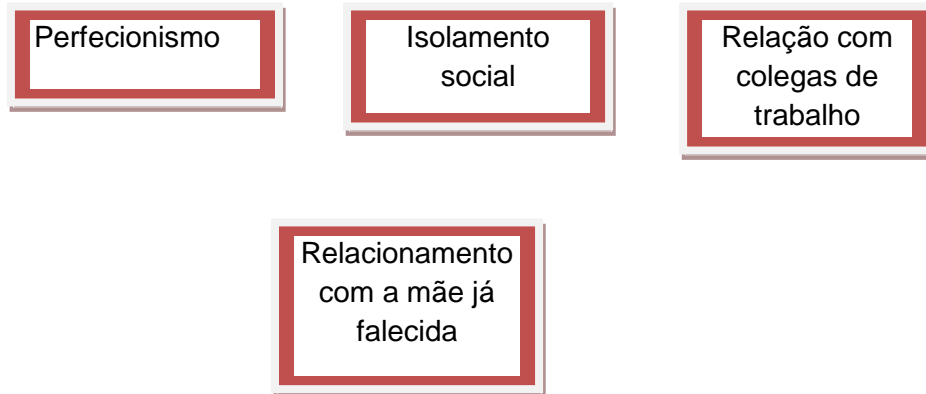 Perfecionismo
Isolamento
social
Relação com
colegas de
trabalho
Relacionamento
com a mãe já
falecida